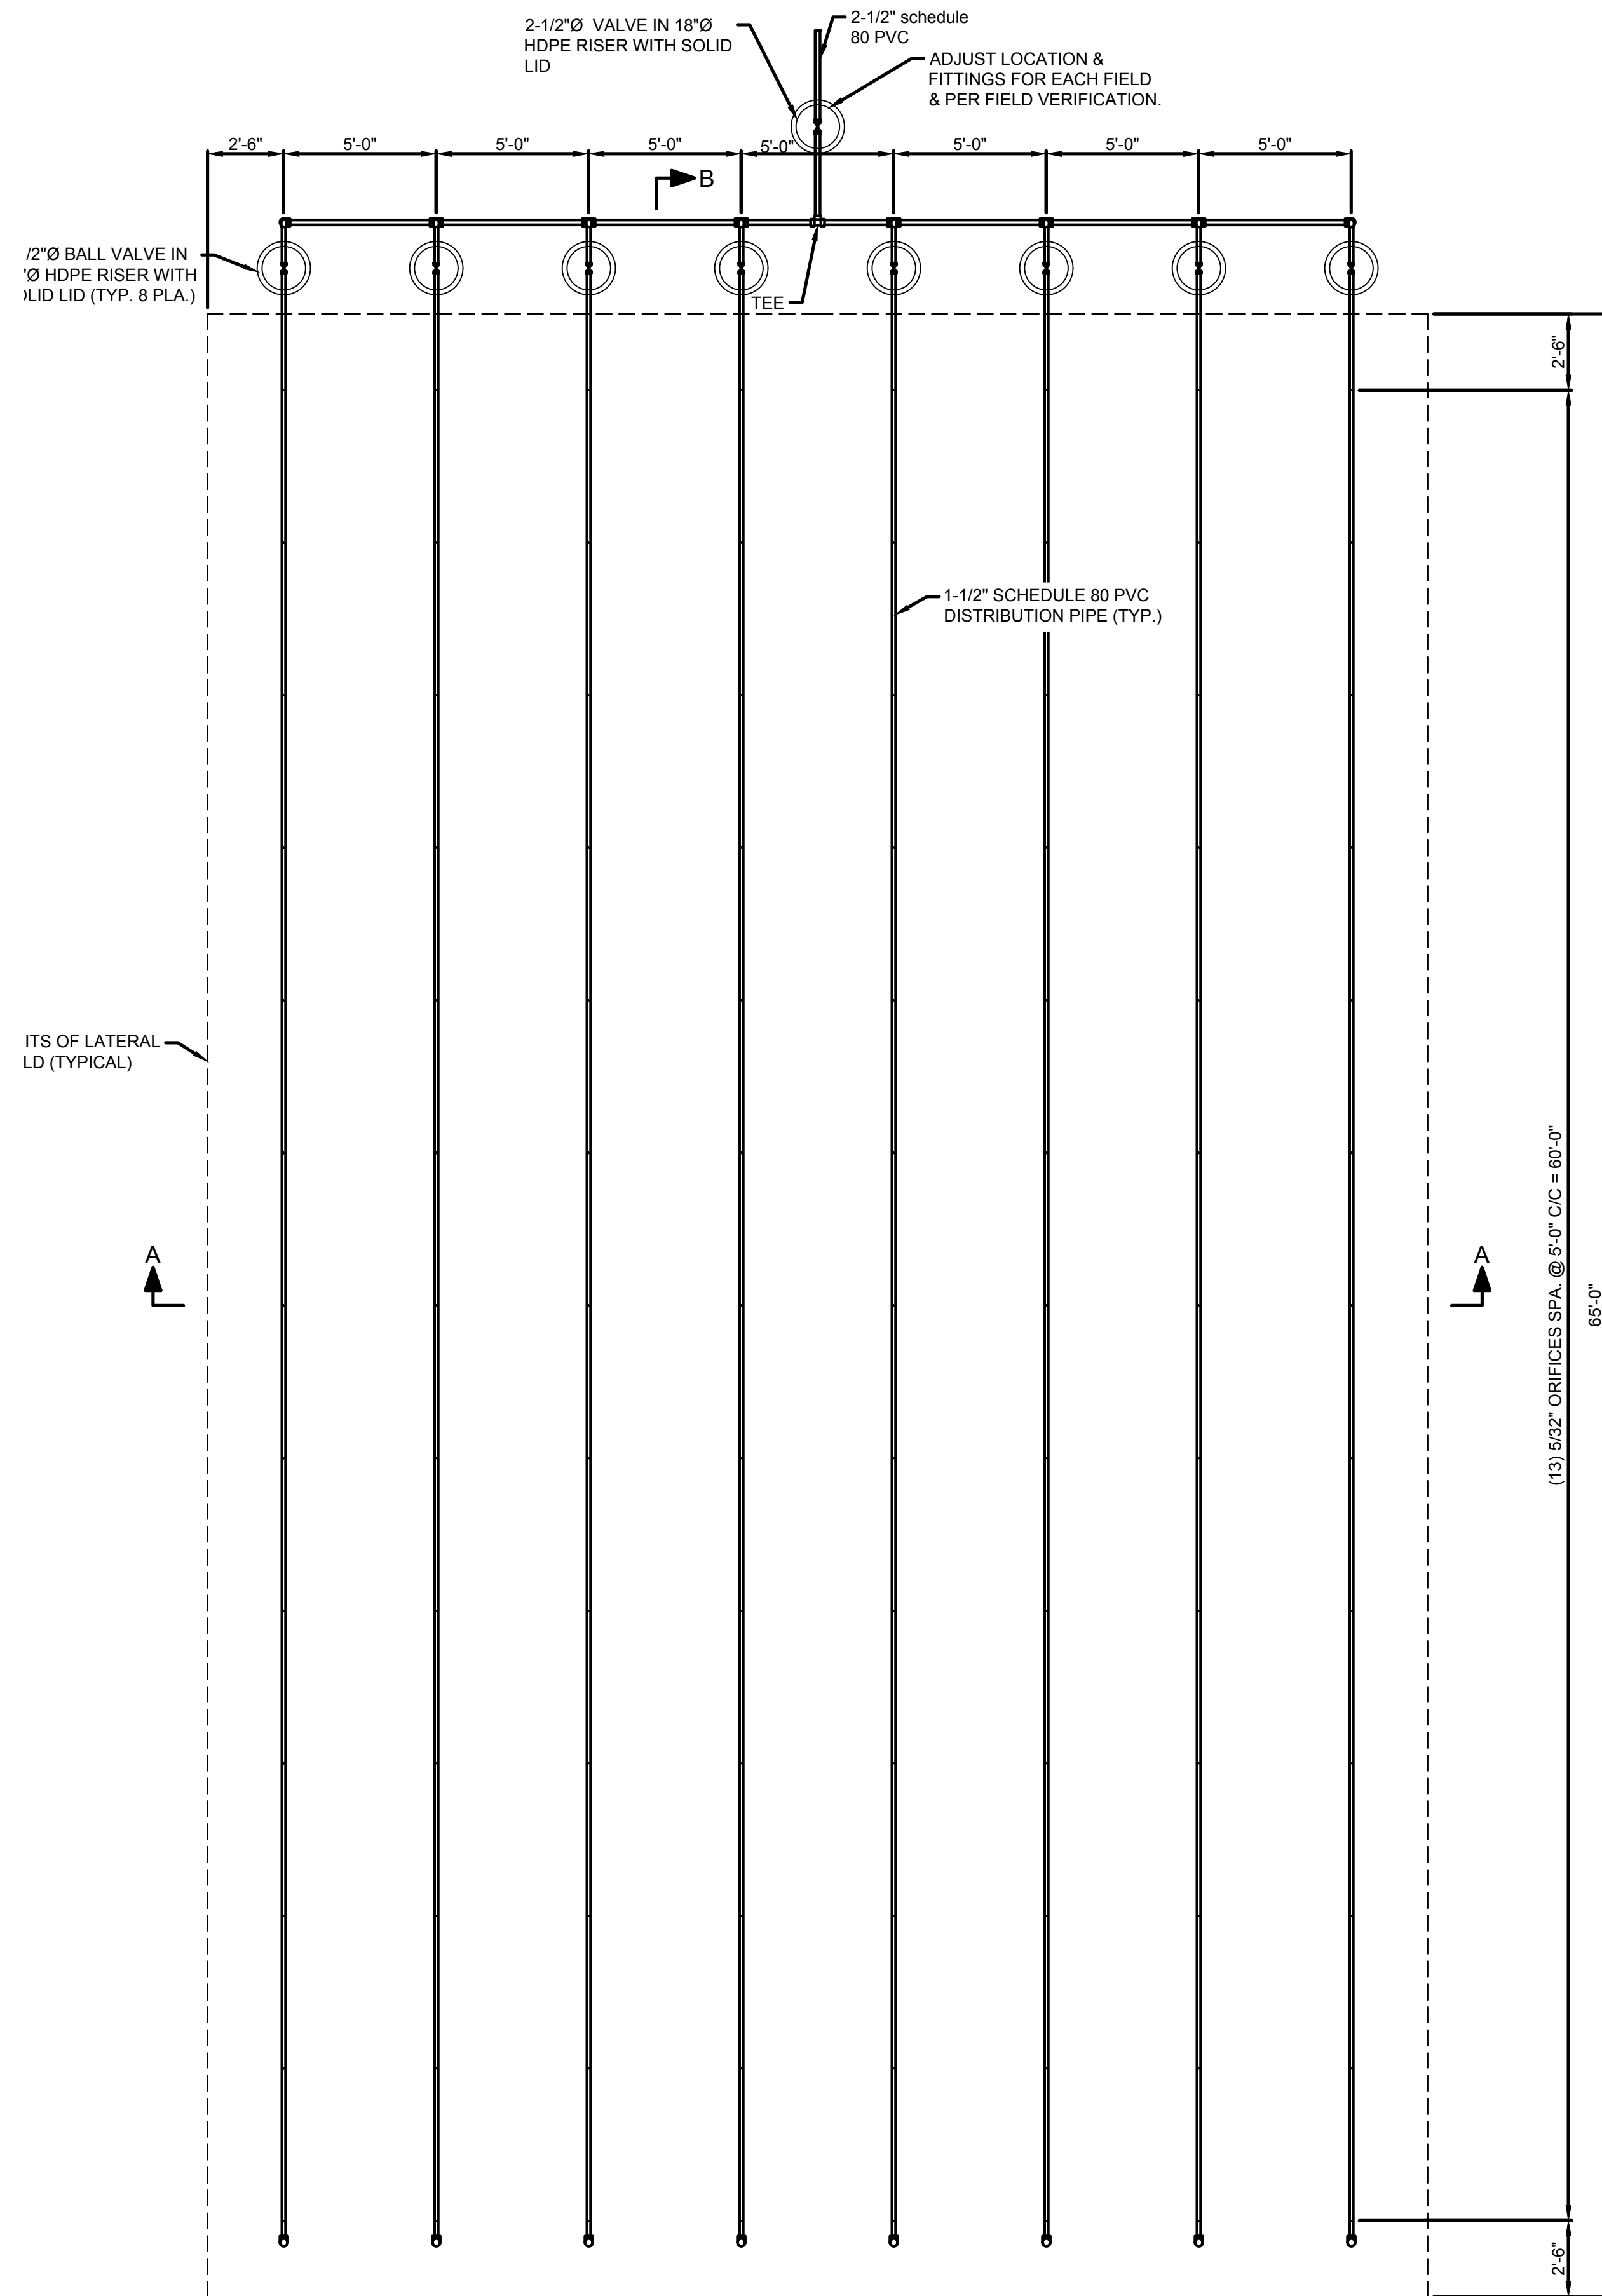 2-1/2"Ø VALVE IN 18"Ø
HDPE RISER WITH SOLID
LID
2-1/2" schedule
80 PVC
ADJUST LOCATION &
FITTINGS FOR EACH FIELD
& PER FIELD VERIFICATION.
2'-6"
5'-0"
5'-0"
5'-0"
5'-0"
5'-0"
5'-0"
5'-0"
B
/2"Ø BALL VALVE IN
"Ø HDPE RISER WITH
LID LID (TYP. 8 PLA.)
TEE
2'-6"
1-1/2" SCHEDULE 80 PVC
DISTRIBUTION PIPE (TYP.)
ITS OF LATERAL
LD (TYPICAL)
A
A
(13) 5/32" ORIFICES SPA. @ 5'-0" C/C = 60'-0"
65'-0"
2'-6"